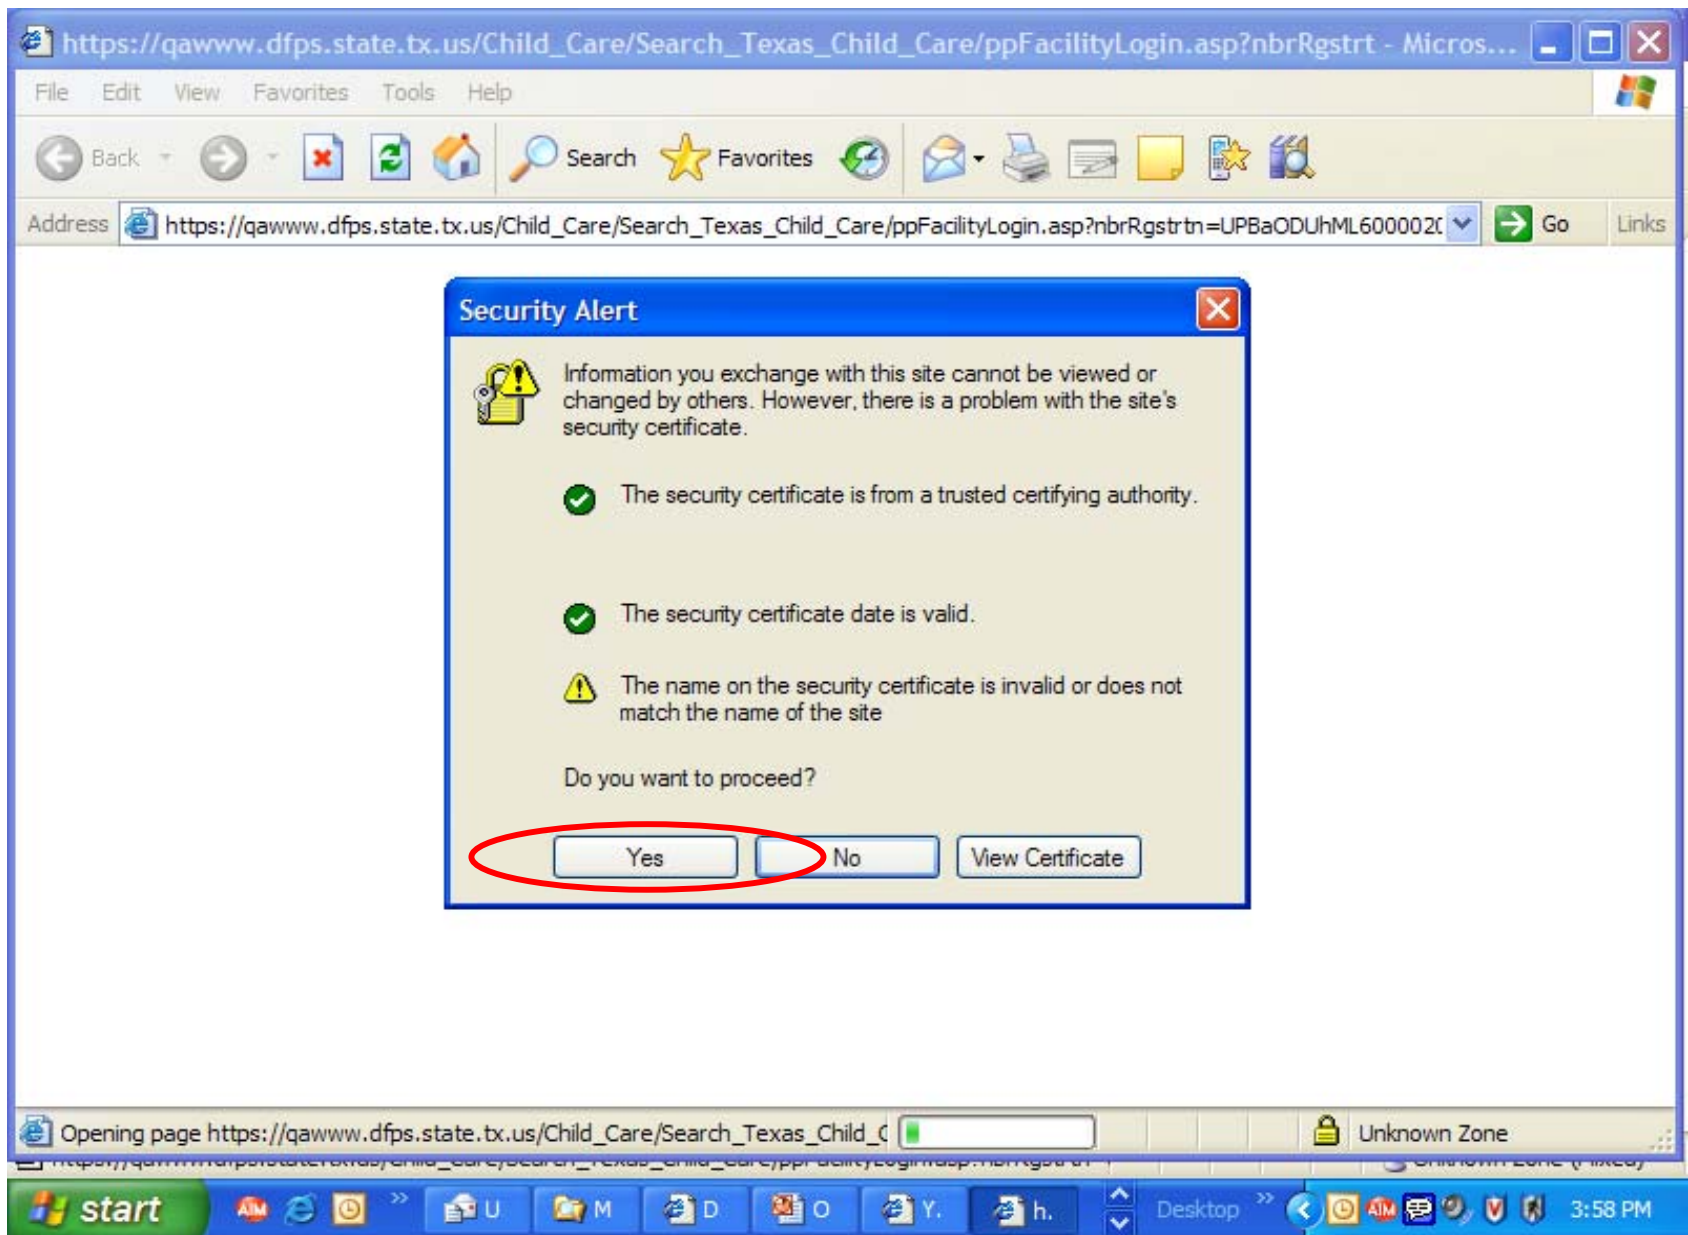 https://qawww.dfps.state.tx.us/Child_Care/Search_Texas_Child_Care/ppFacilityLogin.asp?nbrRgstrt - Micros...
File Edit View Favorites Tools Help
Back Search Favorites
Address https://qawww.dfps.state.tx.us/Child_Care/Search_Texas_Child_Care/ppFacilityLogin.asp?nbrRgstrtn=UPBaODUhML6000020 Go Links
Security Alert
Information you exchange with this site cannot be viewed or
changed by others. However, there is a problem with the site's
security certificate.
The security certificate is from a trusted certifying authority.
The security certificate date is valid.
The name on the security certificate is invalid or does not
match the name of the site
Do you want to proceed?
Yes No View Certificate
Opening page https://qawww.dfps.state.tx.us/Child_Care/Search_Texas_Child_C Unknown Zone
start U M D O Y. h. Desktop 3:58 PM